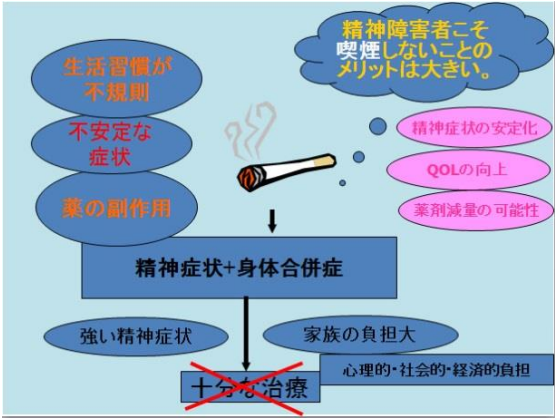 精神障害者こそ
喫煙しないことの
メリットは大きい。
生活習慣が
不規則
不安定な
症状
薬の副作用
精神症状の安定化
QOLの向上
薬剤減量の可能性
精神症状+身体合併症
強い精神症状
家族の負担大
心理的・社会的・経済的負担
十分な治療